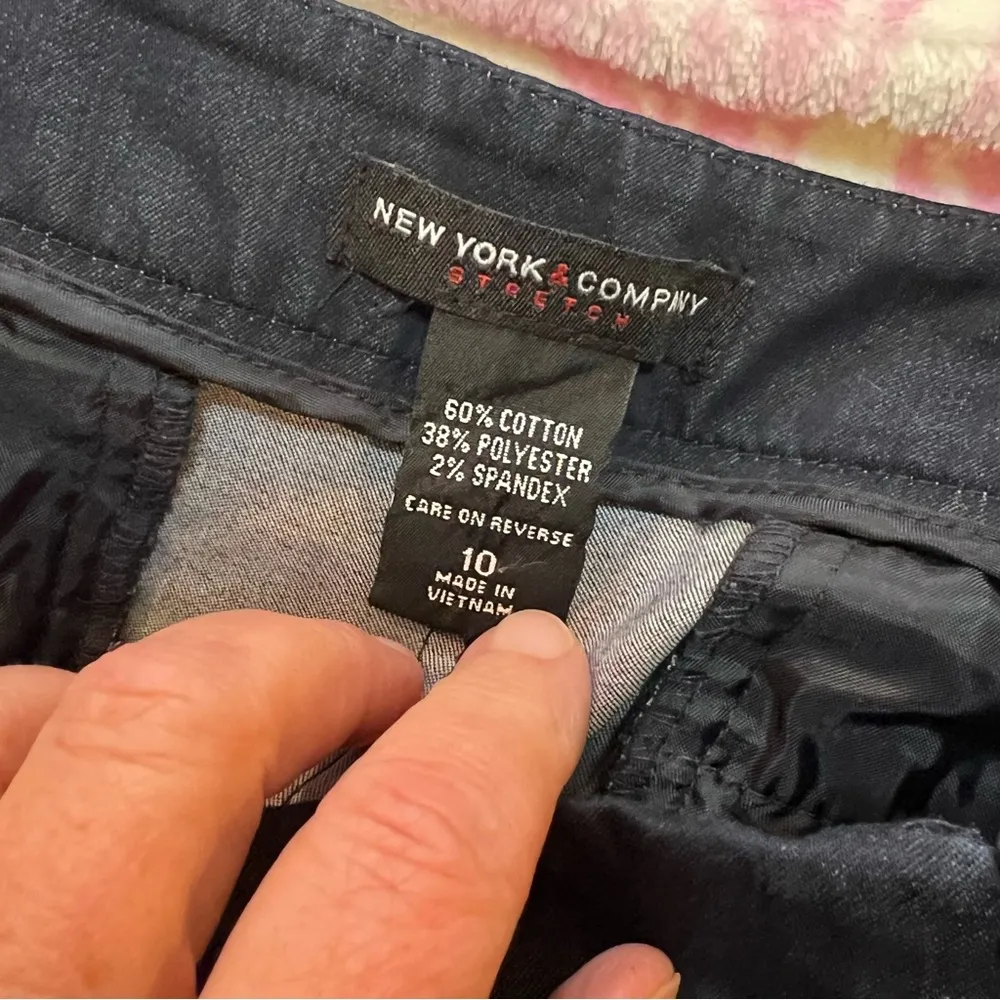 NEW YORK & COMPANY
STRETCH
60% COTTON
38% POLYESTER
2% SPANDEX
CARE ON REVERSE
10
MADE IN
VIETNAM